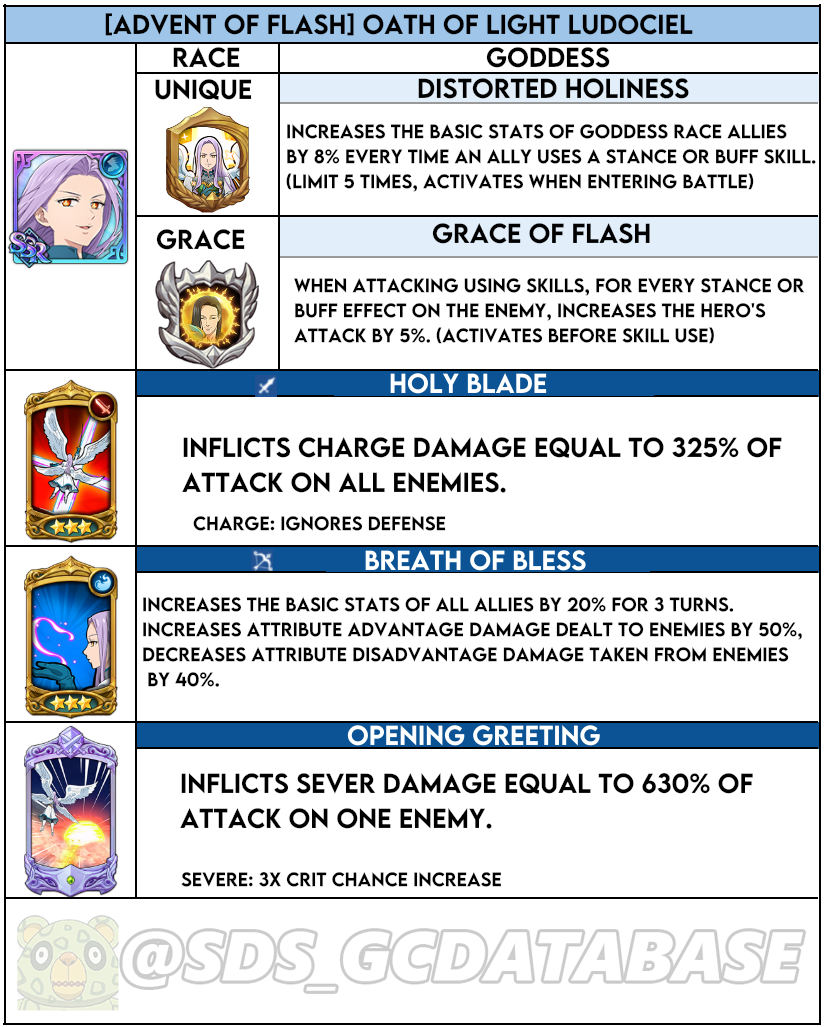 [ADVENT OF FLASH] OATH OF LIGHT LUDOCIEL
RACE
GODDESS
UNIQUE
DISTORTED HOLINESS
INCREASES THE BASIC STATS OF GODDESS RACE ALLIES
BY 8% EVERY TIME AN ALLY USES A STANCE OR BUFF SKILL.
(LIMIT 5 TIMES, ACTIVATES WHEN ENTERING BATTLE)
SSR
GRACE
GRACE OF FLASH
WHEN ATTACKING USING SKILLS, FOR EVERY STANCE OR
BUFF EFFECT ON THE ENEMY, INCREASES THE HERO'S
ATTACK BY 5%. (ACTIVATES BEFORE SKILL USE)
HOLY BLADE
INFLICTS CHARGE DAMAGE EQUAL TO 325% OF
ATTACK ON ALL ENEMIES.
CHARGE: IGNORES DEFENSE
BREATH OF BLESS
INCREASES THE BASIC STATS OF ALL ALLIES BY 20% FOR 3 TURNS.
INCREASES ATTRIBUTE ADVANTAGE DAMAGE DEALT TO ENEMIES BY 50%,
DECREASES ATTRIBUTE DISADVANTAGE DAMAGE TAKEN FROM ENEMIES
BY 40%.
OPENING GREETING
INFLICTS SEVER DAMAGE EQUAL TO 630% OF
ATTACK ON ONE ENEMY.
SEVERE: 3X CRIT CHANCE INCREASE
@SDS_GCDATABASE